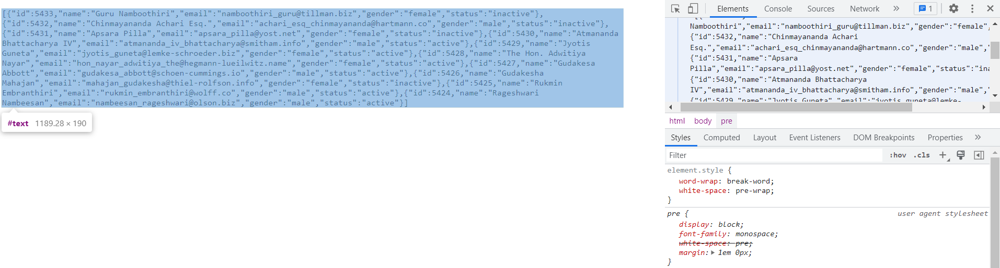 [{"id":5433,"name":"Guru Namboothiri","email":"namboothiri_guru@tillman.biz","gender":"female","status":"inactive"},
{"id":5432,"name":"Chinmayananda Achari Esq.","email":"achari_esq_chinmayananda@hartmann.co","gender":"male","status":"inactive"},
{"id":5431,"name":"Apsara Pilla","email":"apsara_pilla@yost.net","gender":"female","status":"inactive"},{"id":5430,"name":"Atmananda
Bhattacharya IV","email":"atmananda_iv_bhattacharya@smitham.info","gender":"male","status":"active"},{"id":5429,"name":"Jyotis
Guneta","email":"jyotis_guneta@lemke-schroeder.biz","gender":"female","status":"active"},{"id":5428,"name":"The Hon. Adwitiya
Nayar","email":"hon_nayar_adwitiya_the@hegmann-lueilwitz.name","gender":"female","status":"active"},{"id":5427,"name":"Gudakesa
Abbott","email":"gudakesa_abbott@schoen-cummings.io","gender":"male","status":"active"},{"id":5426,"name":"Gudakesha
Mahajan","email":"mahajan_gudakesha@thiel-rolfson.info","gender":"female","status":"inactive"},{"id":5425,"name":"Rukmin
Embranthiri","email":"rukmin_embranthiri@wolff.co","gender":"male","status":"active"},{"id":5424,"name":"Rageshwari
Nambeesan","email":"nambeesan_rageshwari@olson.biz","gender":"male","status":"active"}]
#text 1189.28 × 190
Elements Console Sources Network » 1
Namboothiri","email":"namboothiri_guru@tillman.biz","gender":"female",
{"id":5432,"name":"Chinmayananda Achari
Esq.","email":"achari_esq_chinmayananda@hartmann.co","gender":"male","
{"id":5431,"name":"Apsara
Pilla","email":"apsara_pilla@yost.net","gender":"female","status":"ina
{"id":5430,"name":"Atmananda Bhattacharya
IV","email":"atmananda_iv_bhattacharya@smitham.info","gender":"male","
{"id":5429,"name":"Jyotis Guneta","email":"jyotis_guneta@lemke-
html body pre
Styles Computed Layout Event Listeners DOM Breakpoints Properties »
Filter :hov .cls +
element.style {
word-wrap: break-word;
white-space: pre-wrap;
}
pre { user agent stylesheet
display: block;
font-family: monospace;
white-space: pre;
margin: 1em 0px;
}